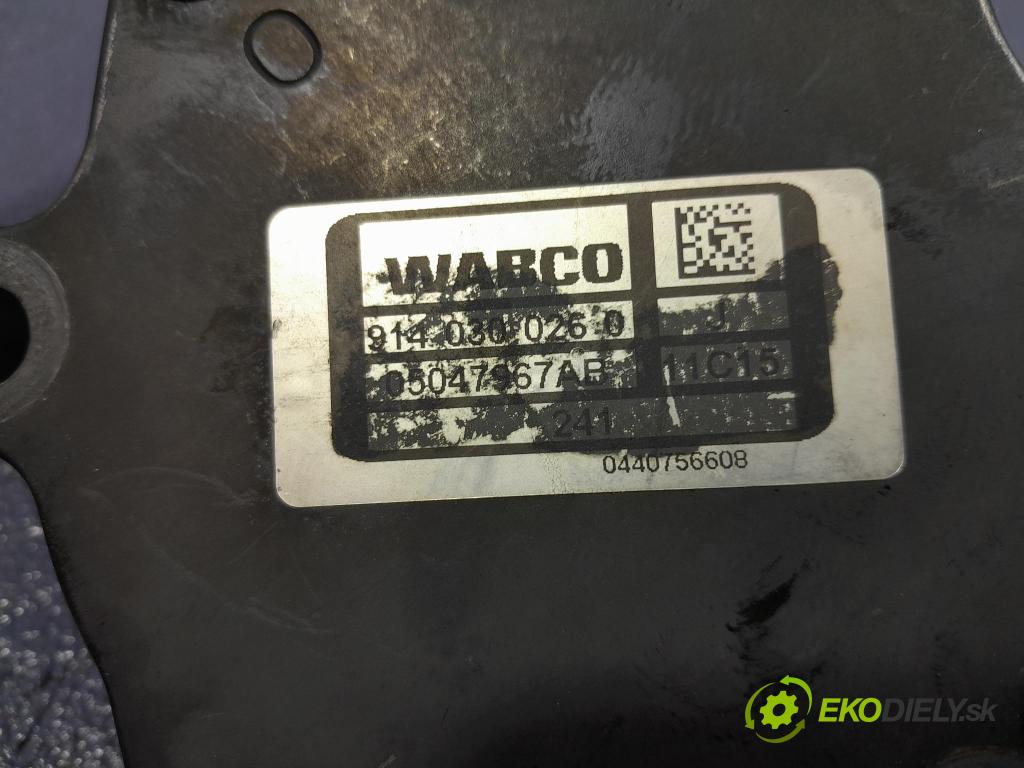 WABCO
914 030 026 0 J
05047967AB 11C15
241
0440756608
EKODIELY.sk